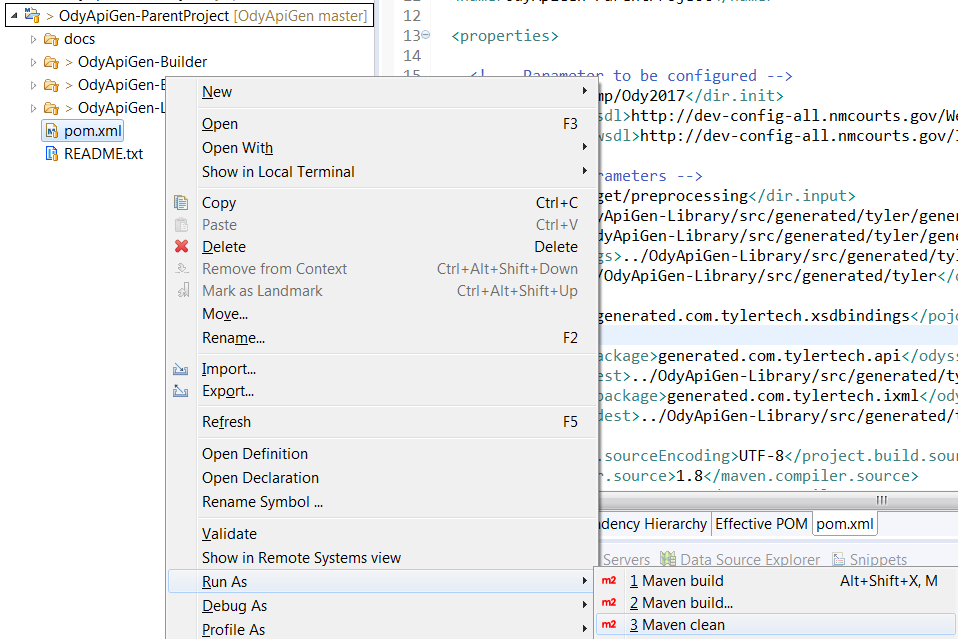 > OdyApiGen-ParentProject [OdyApiGen master]
docs
> OdyApiGen-Builder
> OdyApiGen-
> OdyApiGen-
pom.xml
README.txt
New
Open F3
Open With
Show in Local Terminal
Copy Ctrl+C
Paste Ctrl+V
Delete Delete
Remove from Context Ctrl+Alt+Shift+Down
Mark as Landmark Ctrl+Alt+Shift+Up
Move...
Rename... F2
Import...
Export...
Refresh F5
Open Definition
Open Declaration
Rename Symbol ...
Validate
Show in Remote Systems view
Run As
Debug As
Profile As
12
13 <properties>
14
15 Parameter to be configured -->
mp/Ody2017</dir.init>
sdl>http://dev-config-all.nmcourts.gov/We
wsdl>http://dev-config-all.nmcourts.gov/
rameters -->
get/preprocessing</dir.input>
yApiGen-Library/src/generated/tyler/gener
dyApiGen-Library/src/generated/tyler/gene
gs>../OdyApiGen-Library/src/generated/ty
/OdyApiGen-Library/src/generated/tyler</
generated.com.tylertech.xsdbindings</poj
ackage>generated.com.tylertech.api</odys
est>../OdyApiGen-Library/src/generated/ty
package>generated.com.tylertech.ixml</od
dest>../OdyApiGen-Library/src/generated/
.sourceEncoding>UTF-8</project.build.sou
r.source>1.8</maven.compiler.source>
ndency Hierarchy Effective POM pom.xml
Servers Data Source Explorer Snippets
m2 1 Maven build Alt+Shift+X, M
m2 2 Maven build...
m2 3 Maven clean